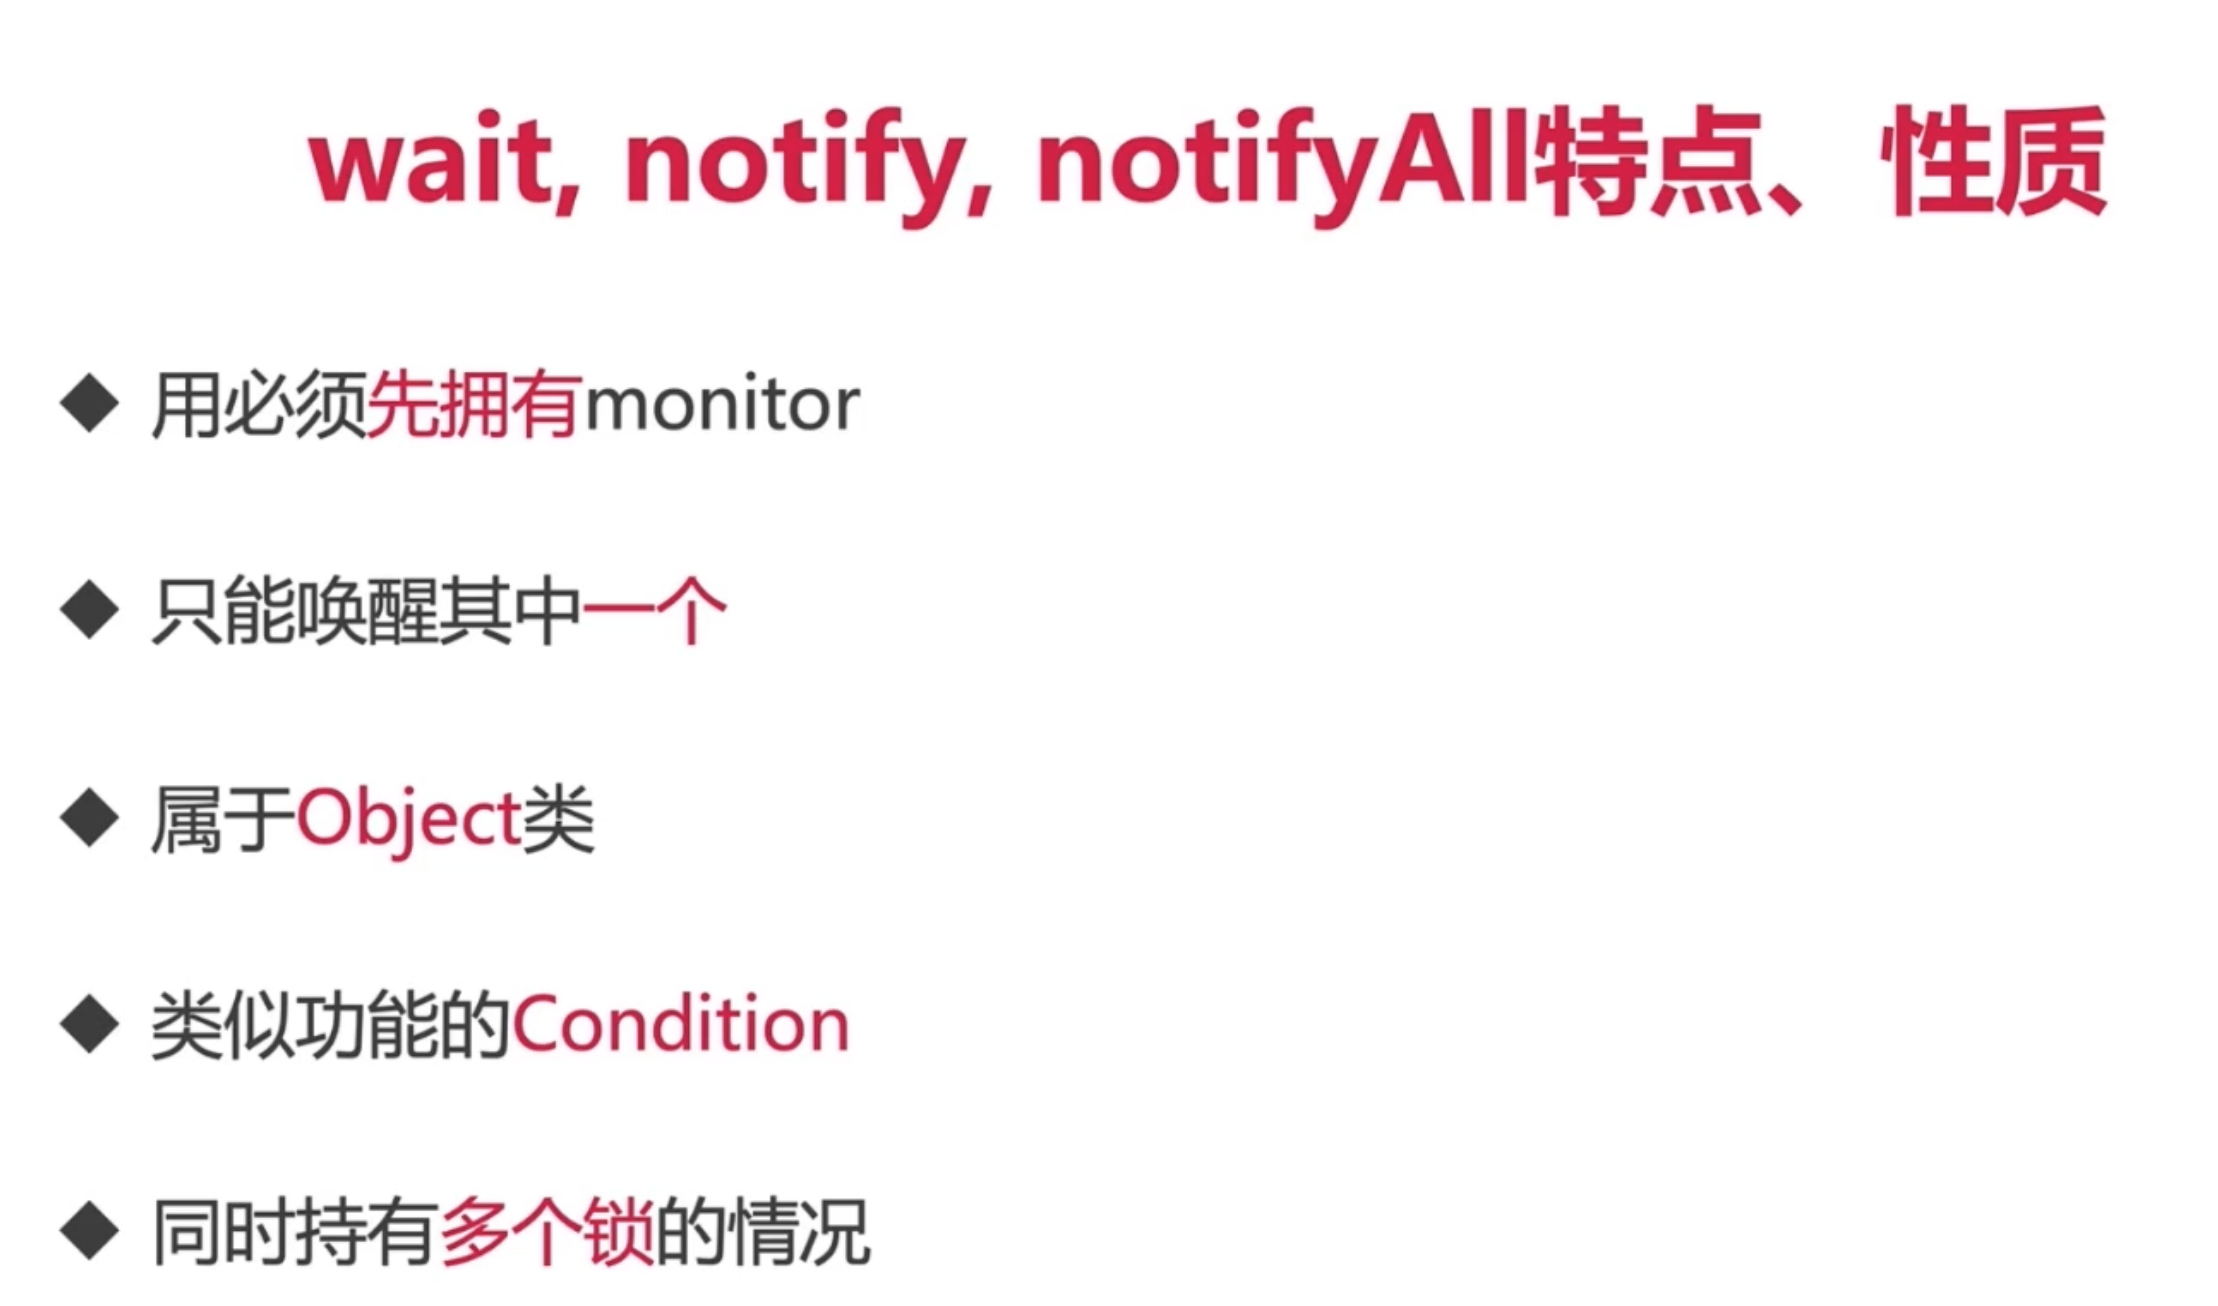 wait, notify, notifyAll特点、性质
用必须先拥有monitor
只能唤醒其中一个
属于Object类
类似功能的Condition
同时持有多个锁的情况